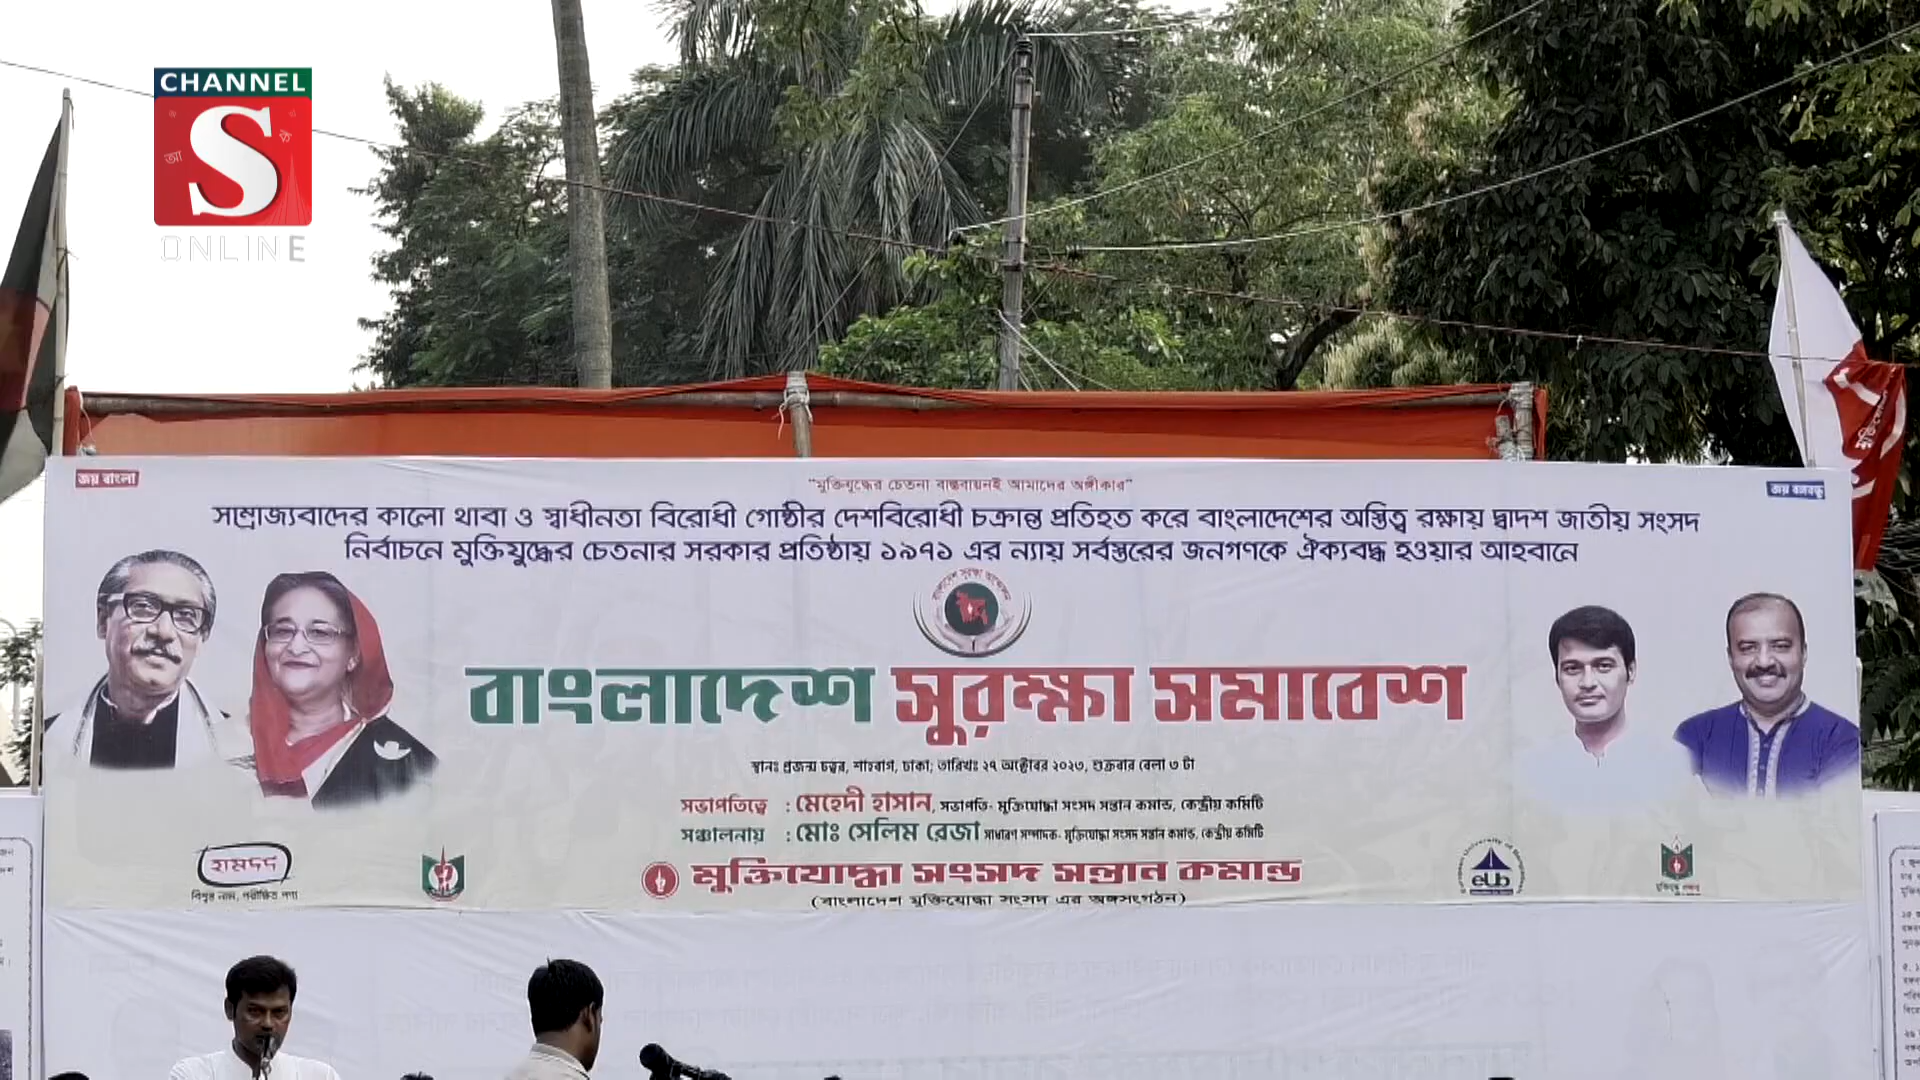 CHANNEL
S
ONLINE
জয় বাংলা
"মুক্তিযুদ্ধের চেতনা বাস্তবায়নই আমাদের অঙ্গীকার"
জয় বঙ্গবন্ধু
সম্রোজ্যবাদের কালো থাবা ও স্বাধীনতা বিরোধী গোষ্ঠীর দেশবিরোধী চক্রান্ত প্রতিহত করে বাংলাদেশের অস্তিত্ব রক্ষায় দ্বাদশ জাতীয় সংসদ
নির্বাচনে মুক্তিযুদ্ধের চেতনার সরকার প্রতিষ্ঠায় ১৯৭১ এর ন্যায় সর্বস্তরের জনগণকে ঐক্যবদ্ধ হওয়ার আহবানে
বাংলাদেশ সুরক্ষা সমাবেশ
স্থানঃ প্রজন্ম চত্বর, শাহবাগ, ঢাকা; তারিখঃ ২৭ অক্টোবর ২০২৩, শুক্রবার বেলা ৩ টা
সভাপতিত্বে : মেহেদী হাসান, সভাপতি- মুক্তিযোদ্ধা সংসদ সন্তান কমান্ড, কেন্দ্রীয় কমিটি
সঞ্চালনায় : মোঃ সেলিম রেজা সাধারণ সম্পাদক- মুক্তিযোদ্ধা সংসদ সন্তান কমান্ড, কেন্দ্রীয় কমিটি
হামদর্দ
বিশুদ্ধ নাম, পরীক্ষিত পণ্য
মুক্তিযোদ্ধা সংসদ সন্তান কমান্ড
(বাংলাদেশ মুক্তিযোদ্ধা সংসদ এর অঙ্গসংগঠন)
eUb